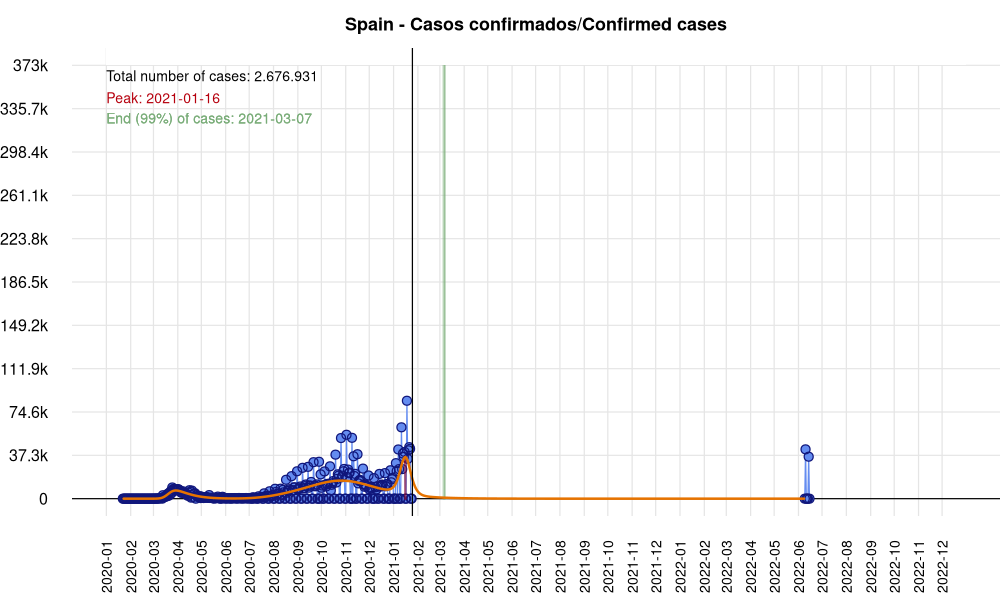 Spain - Casos confirmados/Confirmed cases
373k
Total number of cases: 2.676.931
Peak: 2021-01-16
335.7k
End (99%) of cases: 2021-03-07
298.4k
261.1k
223.8k
186.5k
149.2k
111.9k
74.6k
37.3k
0
2020-01
2020-02
2020-03
2020-04
2020-05
2020-06
2020-07
2020-08
2020-09
2020-10
2020-11
2020-12
2021-01
2021-02
2021-03
2021-04
2021-05
2021-06
2021-07
2021-08
2021-09
2021-10
2021-11
2021-12
2022-01
2022-02
2022-03
2022-04
2022-05
2022-06
2022-07
2022-08
2022-09
2022-10
2022-11
2022-12